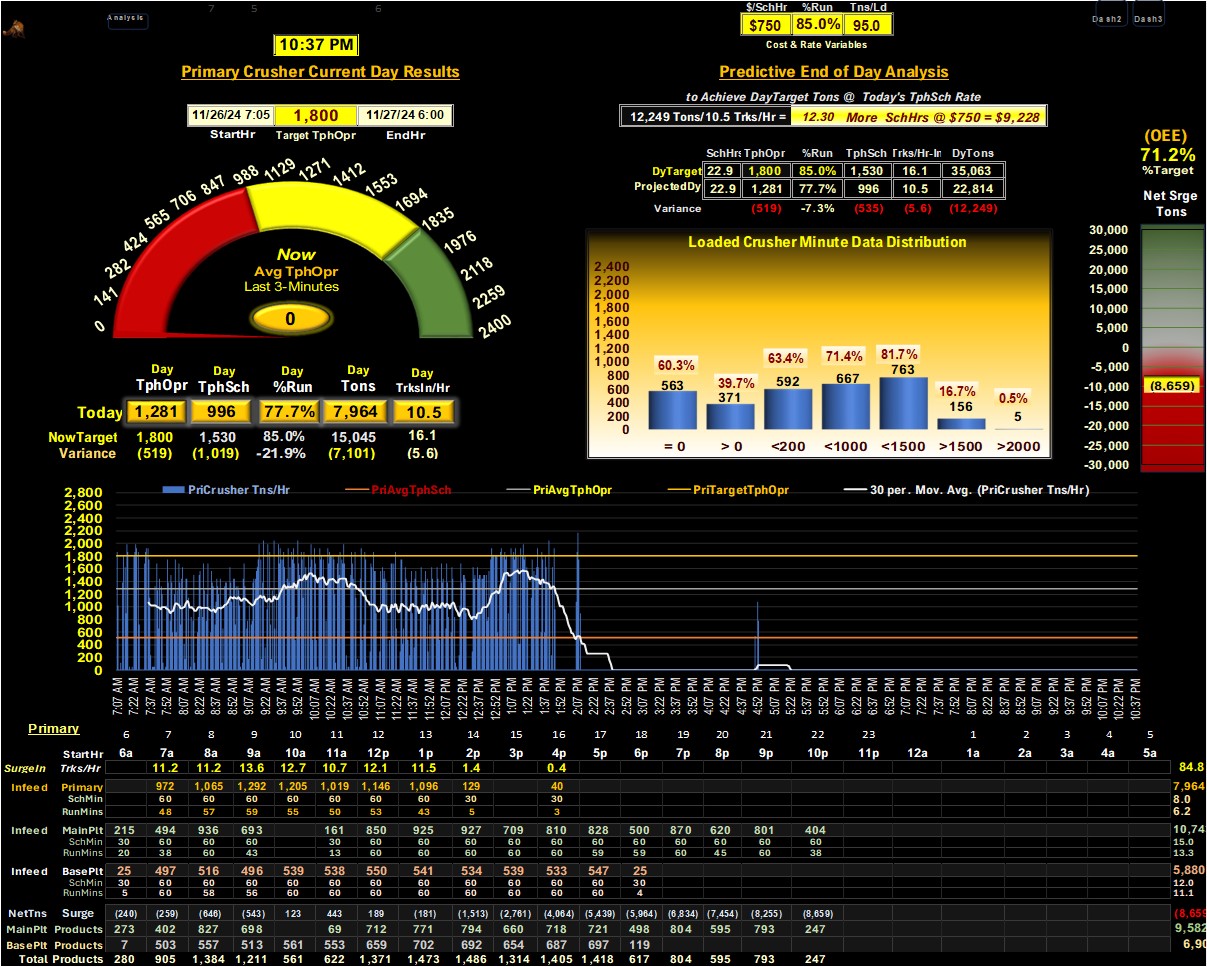 7 5 6
Analysis
$/SchHr %Run Tns/Ld
$750 85.0% 95.0
Cost & Rate Variables
Dash2 Dash3
10:37 PM
Primary Crusher Current Day Results
11/26/24 7:05 1,800 11/27/24 6:00
StartHr Target TphOpr EndHr
0 141 282 424 565 706 847 988 1129 1271 1412 1553 1694 1835 1976 2118 2259 2400
Now
Avg TphOpr
Last 3-Minutes
0
Day Day Day Day Day
TphOpr TphSch %Run Tons TrksIn/Hr
Today 1,281 996 77.7% 7,964 10.5
NowTarget 1,800 1,530 85.0% 15,045 16.1
Variance (519) (1,019) -21.9% (7,101) (5.6)
Predictive End of Day Analysis
to Achieve DayTarget Tons @ Today's TphSch Rate
12,249 Tons/10.5 Trks/Hr = 12.30 More SchHrs @ $750 = $9,228
SchHrs TphOpr %Run TphSch Trks/Hr-In DyTons
DyTarget 22.9 1,800 85.0% 1,530 16.1 35,063
ProjectedDy 22.9 1,281 77.7% 996 10.5 22,814
Variance (519) -7.3% (535) (5.6) (12,249)
Loaded Crusher Minute Data Distribution
2,400
2,200
2,000
1,800
1,600
1,400
1,200
1,000
800
600
400
200
0
60.3% 39.7% 63.4% 71.4% 81.7% 16.7% 0.5%
563 371 592 667 763 156 5
= 0 > 0 <200 <1000 <1500 >1500 >2000
(OEE)
71.2%
%Target
Net Srge
Tons
30,000
25,000
20,000
15,000
10,000
5,000
0
-5,000
-10,000 (8,659)
-15,000
-20,000
-25,000
-30,000
PriCrusher Tns/Hr PriAvgTphSch PriAvgTphOpr PriTargetTphOpr 30 per. Mov. Avg. (PriCrusher Tns/Hr)
2,800
2,600
2,400
2,200
2,000
1,800
1,600
1,400
1,200
1,000
800
600
400
200
0
7:07 AM 7:22 AM 7:37 AM 7:52 AM 8:07 AM 8:22 AM 8:37 AM 8:52 AM 9:07 AM 9:22 AM 9:37 AM 9:52 AM 10:07 AM 10:22 AM 10:37 AM 10:52 AM 11:07 AM 11:22 AM 11:37 AM 11:52 AM 12:07 PM 12:22 PM 12:37 PM 12:52 PM 1:07 PM 1:22 PM 1:37 PM 1:52 PM 2:07 PM 2:22 PM 2:37 PM 2:52 PM 3:07 PM 3:22 PM 3:37 PM 3:52 PM 4:07 PM 4:22 PM 4:37 PM 4:52 PM 5:07 PM 5:22 PM 5:37 PM 5:52 PM 6:07 PM 6:22 PM 6:37 PM 6:52 PM 7:07 PM 7:22 PM 7:37 PM 7:52 PM 8:07 PM 8:22 PM 8:37 PM 8:52 PM 9:07 PM 9:22 PM 9:37 PM 9:52 PM 10:07 PM 10:22 PM 10:37 PM
Primary 6 7 8 9 10 11 12 13 14 15 16 17 18 19 20 21 22 23 1 2 3 4 5
StartHr 6a 7a 8a 9a 10a 11a 12p 1p 2p 3p 4p 5p 6p 7p 8p 9p 10p 11p 12a 1a 2a 3a 4a 5a
SurgeIn Trks/Hr 11.2 11.2 13.6 12.7 10.7 12.1 11.5 1.4 0.4 84.8
Infeed Primary 972 1,065 1,292 1,205 1,019 1,146 1,096 129 40 7,964
SchMin 60 60 60 60 60 60 60 30 30 8.0
RunMins 48 57 59 55 50 53 43 5 3 6.2
Infeed MainPlt 215 494 936 693 161 850 925 927 709 810 828 500 870 620 801 404 10,74
SchMin 30 60 60 60 30 60 60 60 60 60 60 60 60 60 60 60 15.0
RunMins 20 38 60 43 13 60 60 60 60 60 59 59 60 45 60 38 13.3
Infeed BasePlt 25 497 516 496 539 538 550 541 534 539 533 547 25 5,880
SchMin 30 60 60 60 60 60 60 60 60 60 60 60 30 12.0
RunMins 5 60 58 56 60 60 60 60 60 60 60 60 4 11.1
NetTns Surge (240) (259) (646) (543) 123 443 189 (181) (1,513) (2,761) (4,064) (5,439) (5,964) (6,834) (7,454) (8,255) (8,659) (8,659
MainPlt Products 273 402 827 698 69 712 771 794 660 718 721 498 804 595 793 247 9,582
BasePlt Products 7 503 557 513 561 553 659 702 692 654 687 697 119 6,90
Total Products 280 905 1,384 1,211 561 622 1,371 1,473 1,486 1,314 1,405 1,418 617 804 595 793 247